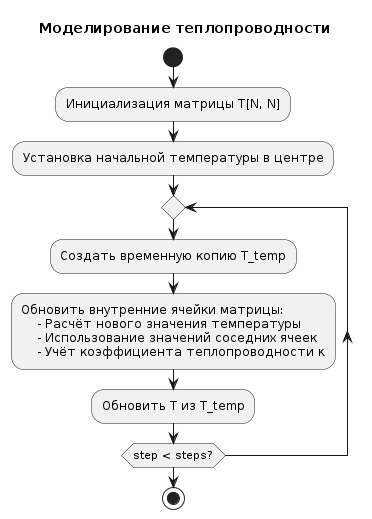 Моделирование теплопроводности
Инициализация матрицы T[N, N]
Установка начальной температуры в центре
Создать временную копию T_temp
Обновить внутренние ячейки матрицы:
- Расчёт нового значения температуры
- Использование значений соседних ячеек
- Учёт коэффициента теплопроводности к
Обновить T из T_temp
step < steps?